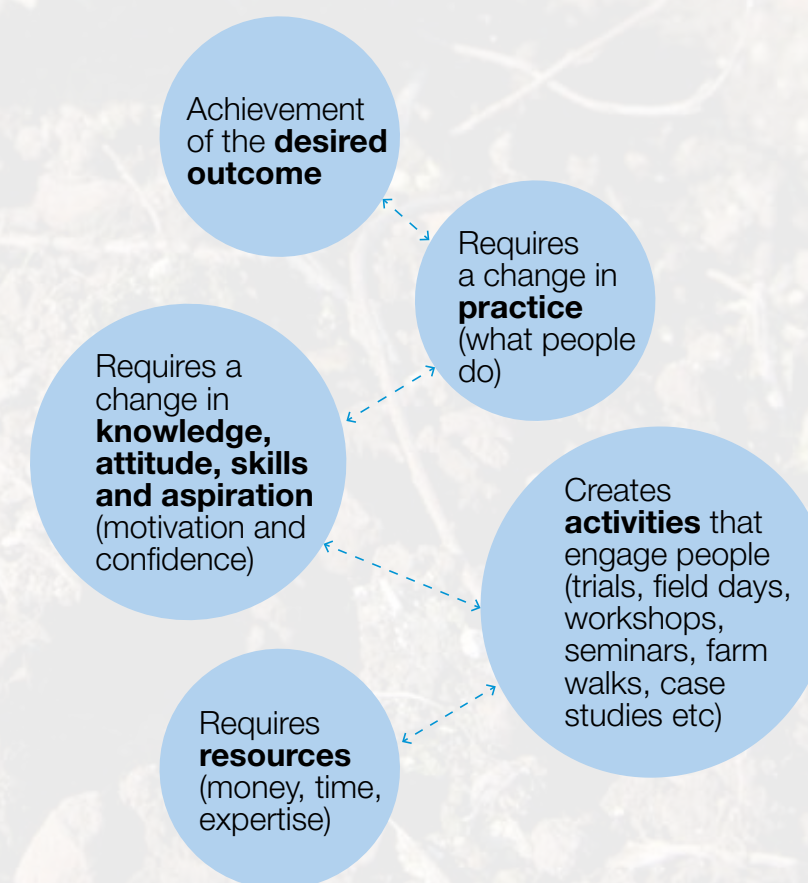 Achievement
of the desired
outcome
Requires
a change in
practice
(what people
do)
Requires a
change in
knowledge,
attitude, skills
and aspiration
(motivation and
confidence)
Creates
activities that
engage people
(trials, field days,
workshops,
seminars, farm
walks, case
studies etc)
Requires
resources
(money, time,
expertise)